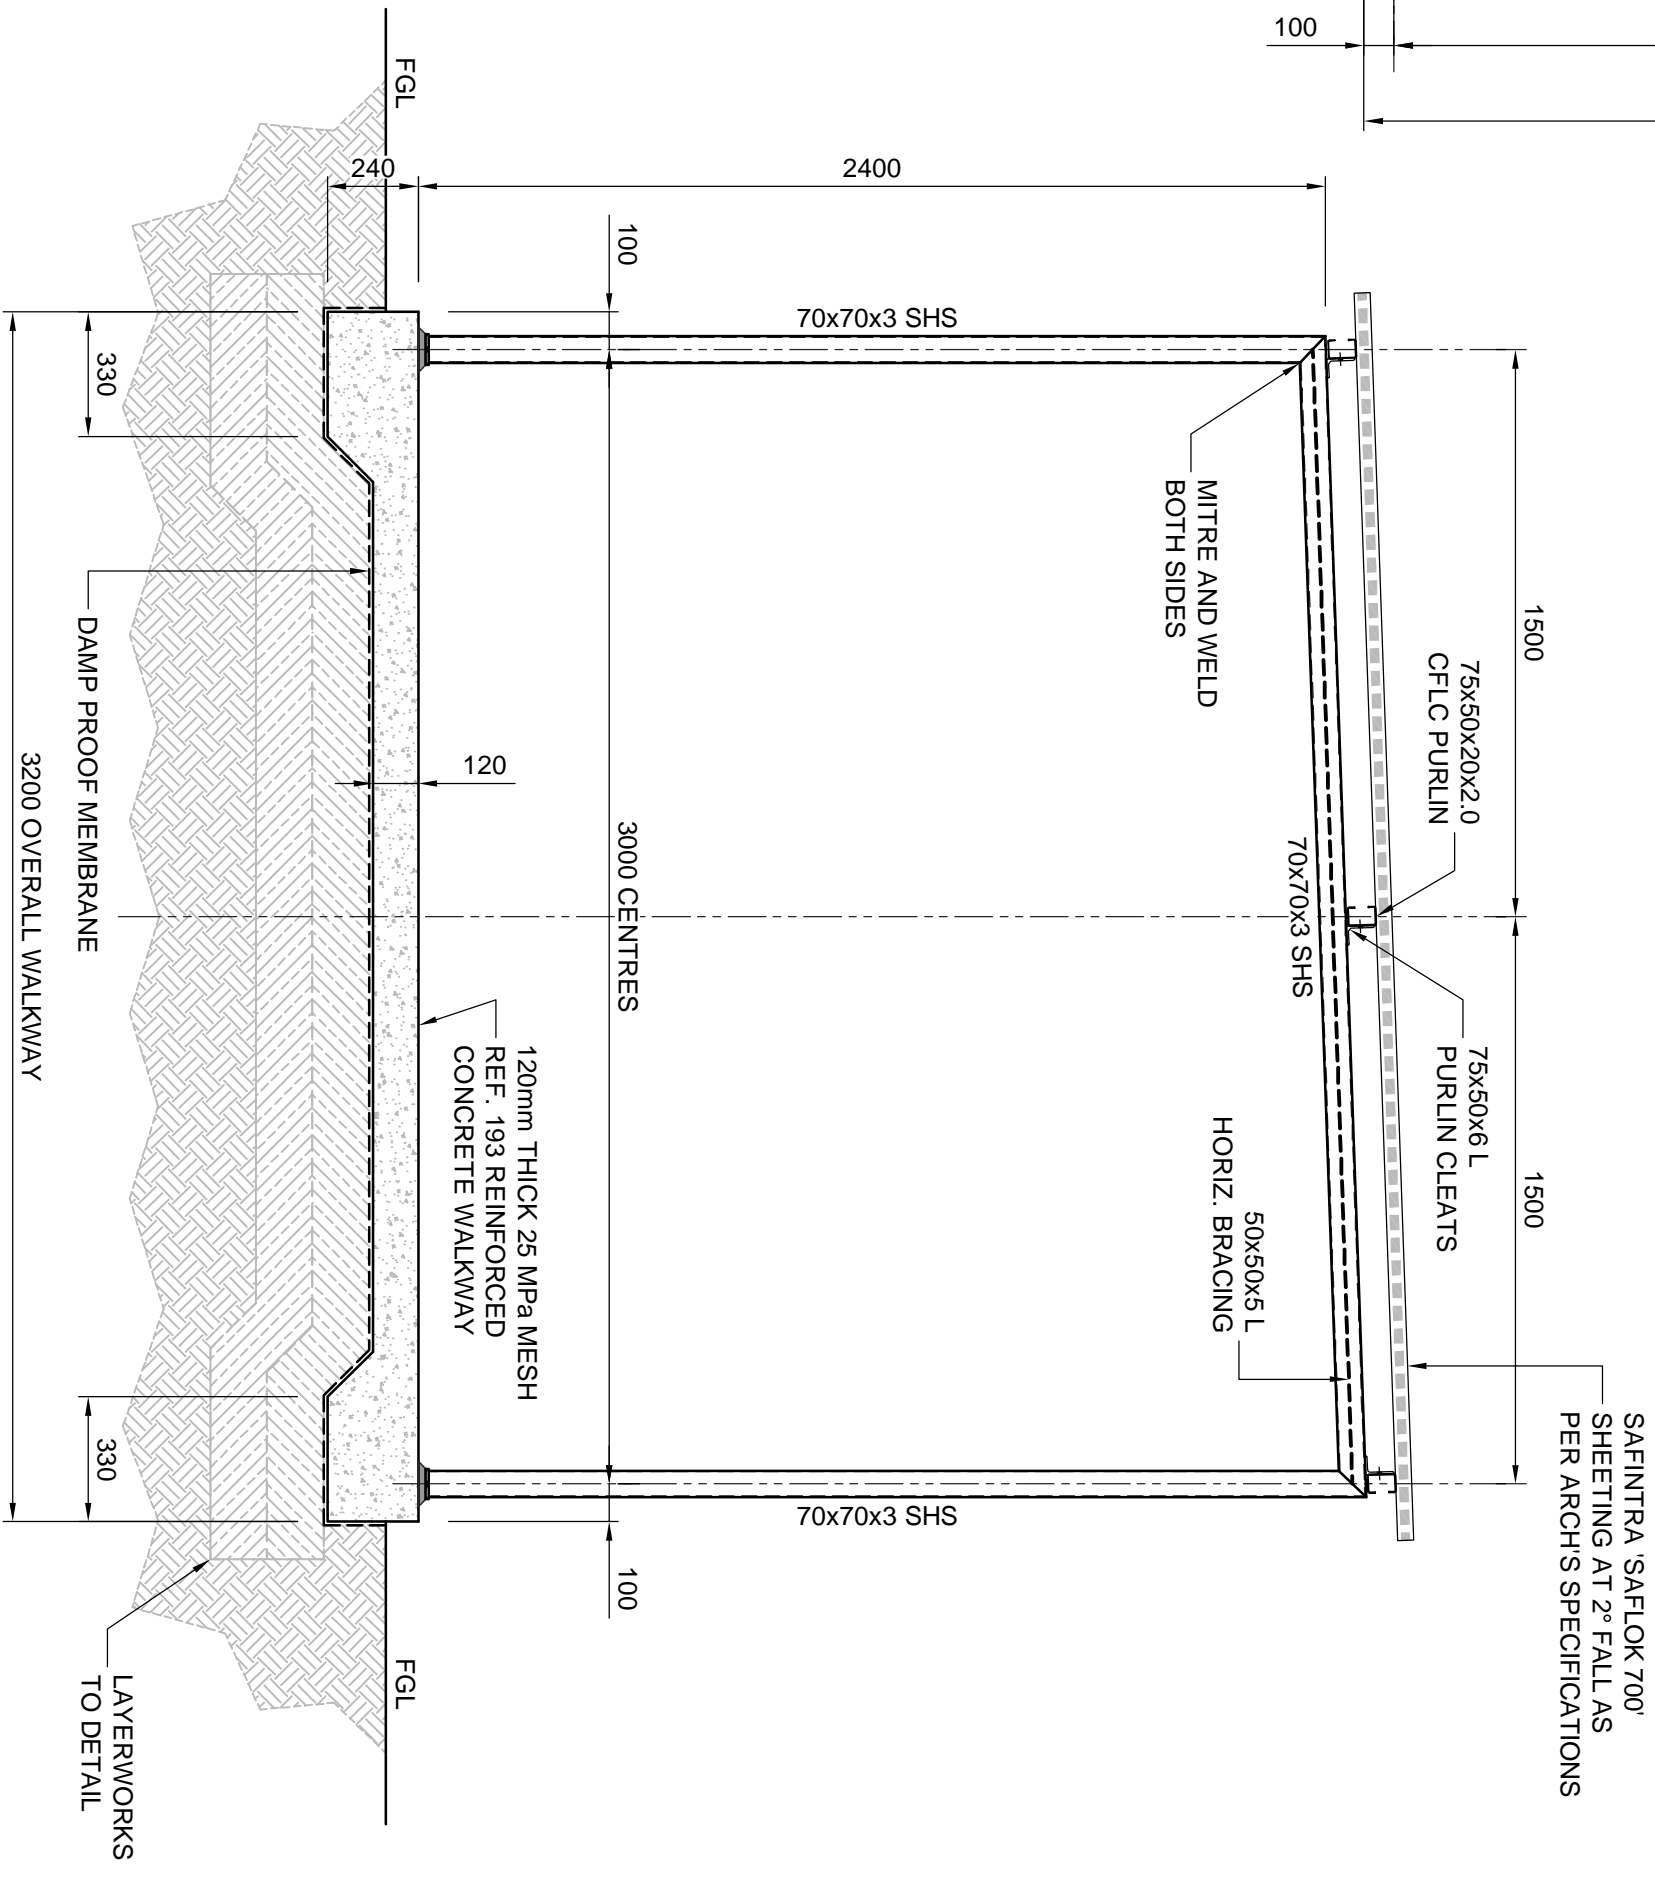 SAFINTRA 'SAFLOK 700'
SHEETING AT 2° FALL AS
PER ARCH'S SPECIFICATIONS
1500
1500
75x50x20x2.0
CFLC PURLIN
75x50x6 L
PURLIN CLEATS
100
70x70x3 SHS
50x50x5 L
HORIZ. BRACING
MITRE AND WELD
BOTH SIDES
70x70x3 SHS
70x70x3 SHS
2400
100
3000 CENTRES
100
120mm THICK 25 MPa MESH
REF. 193 REINFORCED
CONCRETE WALKWAY
120
240
FGL
FGL
330
330
DAMP PROOF MEMBRANE
LAYERWORKS
TO DETAIL
3200 OVERALL WALKWAY